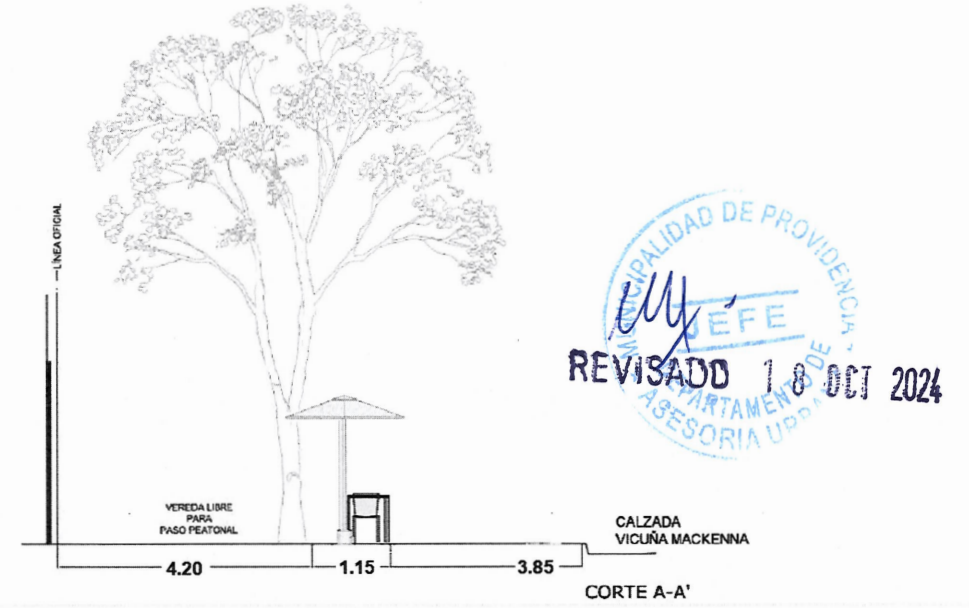 LÍNEA OFICIAL
MUNICIPALIDAD DE PROVIDENCIA
JEFE
REVISADO 18 OCT 2024
DEPARTAMENTO DE
ASESORIA
VEREDA LIBRE
PARA
PASO PEATONAL
CALZADA
VICUÑA MACKENNA
4.20
1.15
3.85
CORTE A-A'